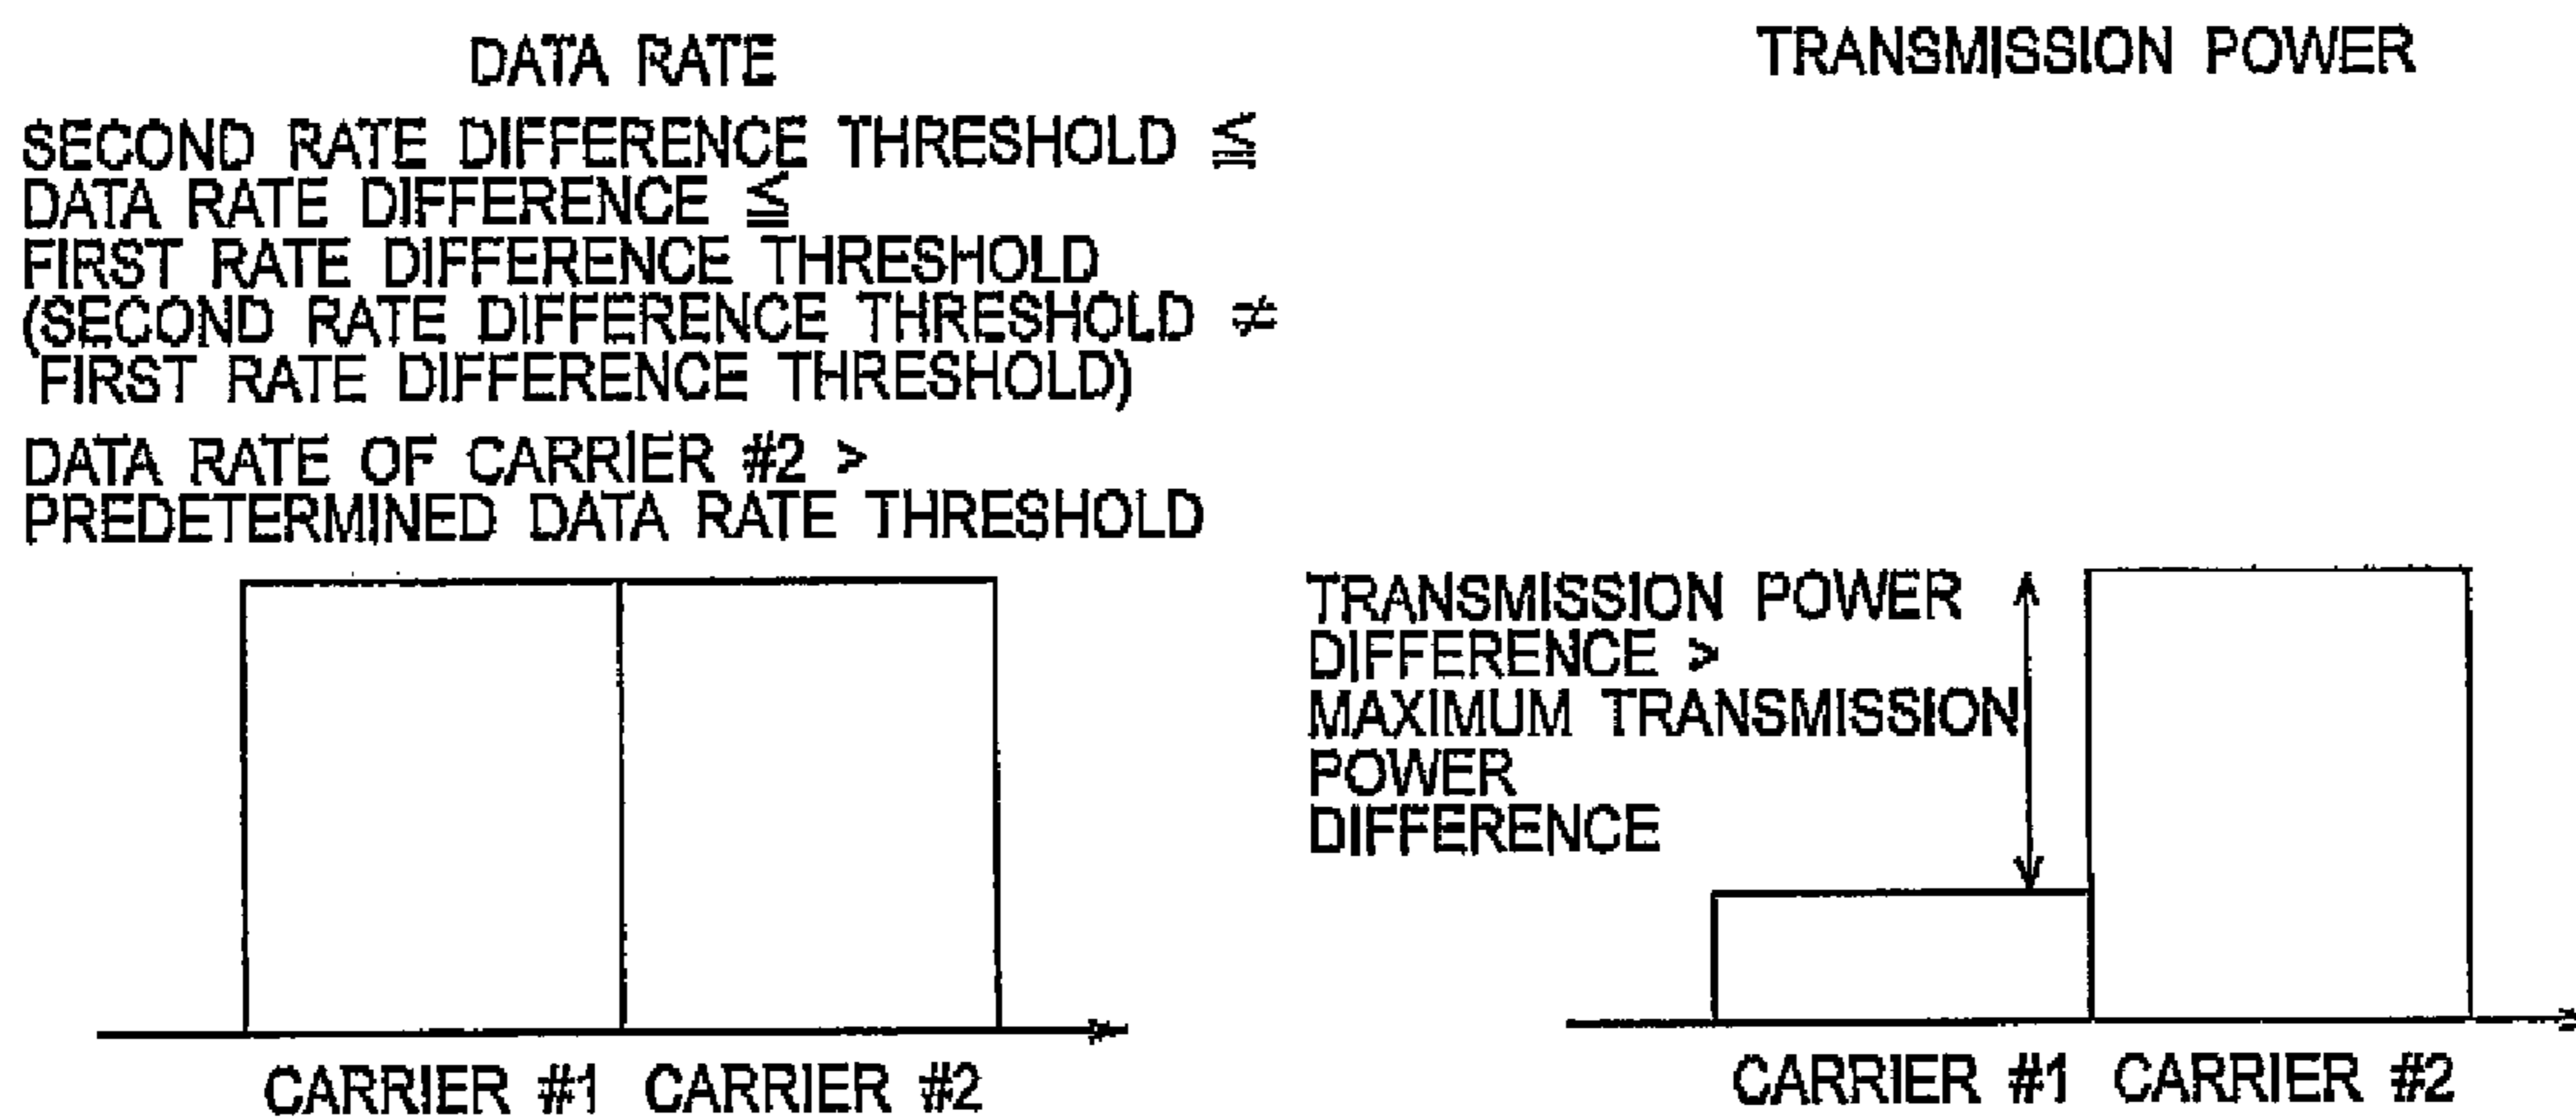 DATA RATE
SECOND RATE DIFFERENCE THRESHOLD ≦
DATA RATE DIFFERENCE ≦
FIRST RATE DIFFERENCE THRESHOLD
(SECOND RATE DIFFERENCE THRESHOLD ≠
FIRST RATE DIFFERENCE THRESHOLD)
DATA RATE OF CARRIER #2 >
PREDETERMINED DATA RATE THRESHOLD
CARRIER #1 CARRIER #2
TRANSMISSION POWER
TRANSMISSION POWER
DIFFERENCE >
MAXIMUM TRANSMISSION
POWER
DIFFERENCE
CARRIER #1 CARRIER #2